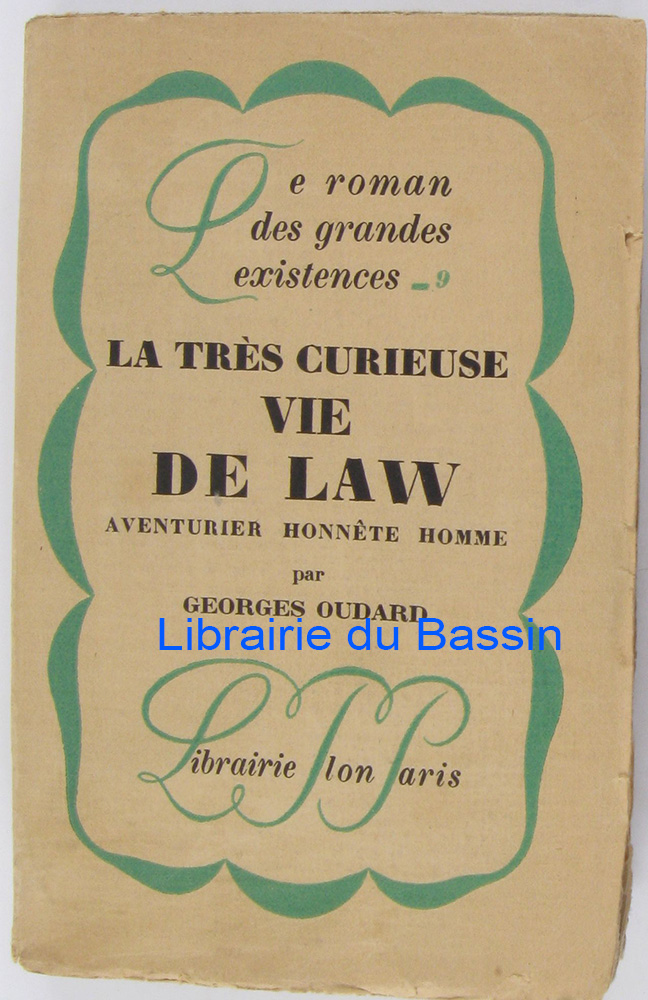 Le roman
des grandes
existences - 9
LA TRÈS CURIEUSE
VIE
DE LAW
AVENTURIER HONNÊTE HOMME
par
GEORGES OUDARD
Librairie du Bassin
Librairie Plon Paris